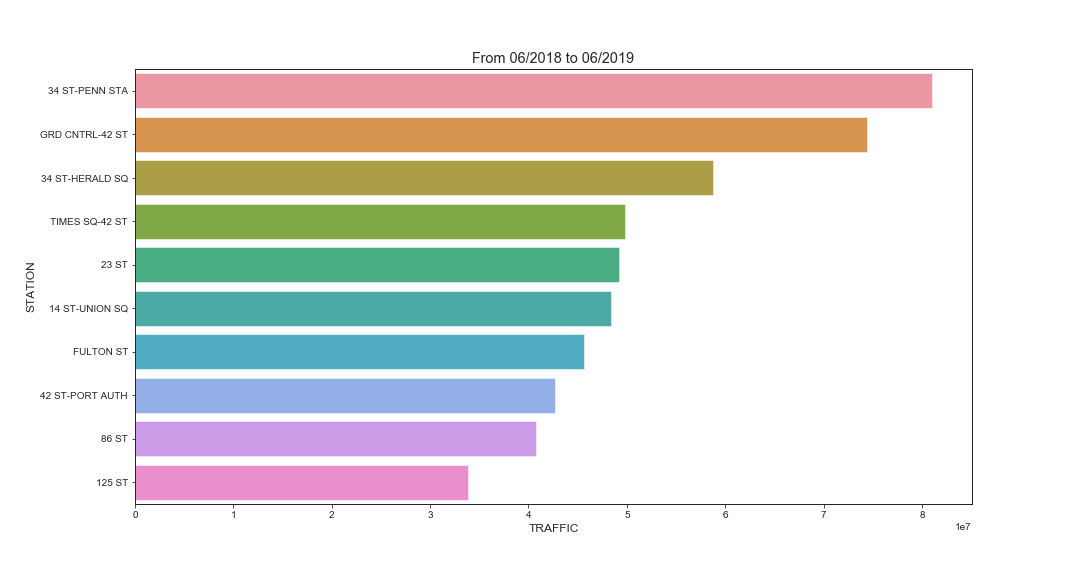 From 06/2018 to 06/2019
STATION
34 ST-PENN STA
GRD CNTRL-42 ST
34 ST-HERALD SQ
TIMES SQ-42 ST
23 ST
14 ST-UNION SQ
FULTON ST
42 ST-PORT AUTH
86 ST
125 ST
0 1 2 3 4 5 6 7 8
1e7
TRAFFIC